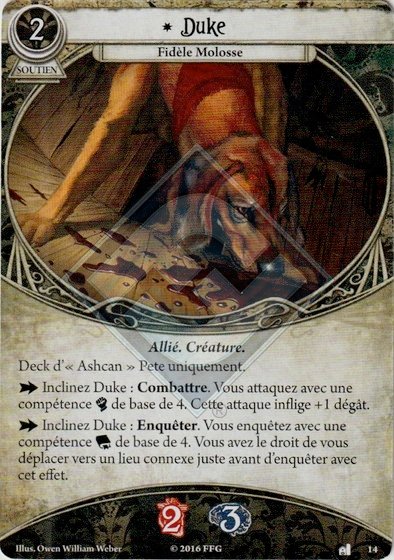 2
Duke
Fidèle Molosse
SOUTIEN
Allié. Créature.
Deck d'« Ashcan » Pete uniquement.
Inclinez Duke : Combattre. Vous attaquez avec une
compétence de base de 4. Cette attaque inflige +1 dégât.
Inclinez Duke : Enquêter. Vous enquêtez avec une
compétence de base de 4. Vous avez le droit de vous
déplacer vers un lieu connexe juste avant d'enquêter avec
cet effet.
2 3
Illus. Owen William Weber © 2016 FFG 14